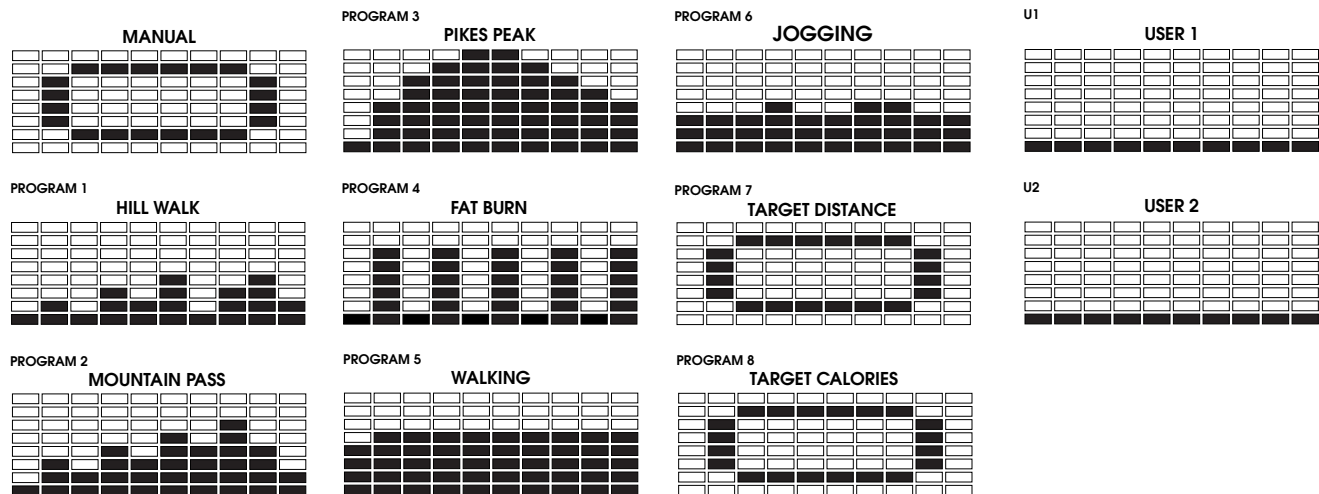 MANUAL
PROGRAM 1
HILL WALK
PROGRAM 2
MOUNTAIN PASS
PROGRAM 3
PIKES PEAK
PROGRAM 4
FAT BURN
PROGRAM 5
WALKING
PROGRAM 6
JOGGING
PROGRAM 7
TARGET DISTANCE
PROGRAM 8
TARGET CALORIES
U1
USER 1
U2
USER 2